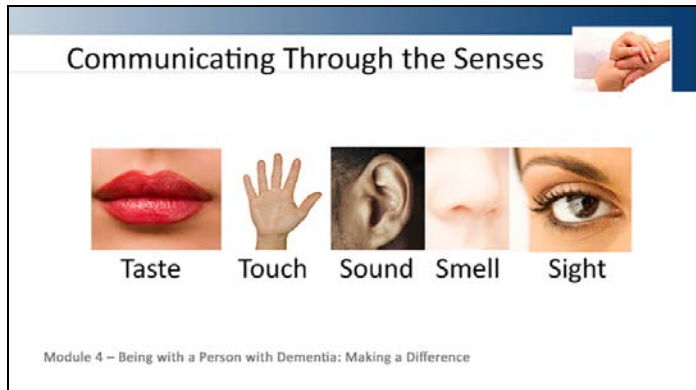 Communicating Through the Senses
Taste Touch Sound Smell Sight
Module 4 – Being with a Person with Dementia: Making a Difference